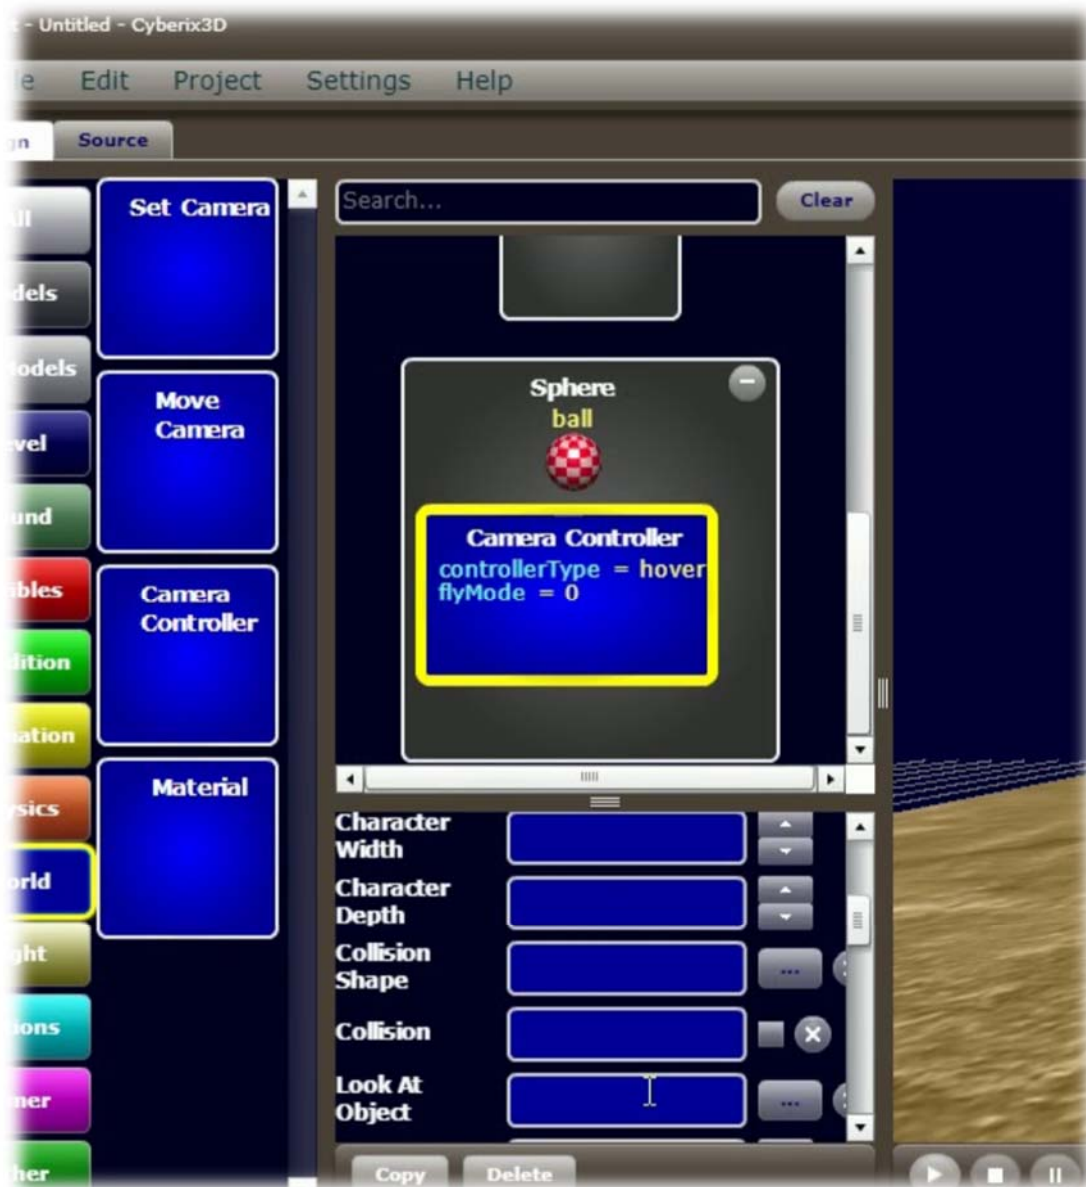 - Untitled - Cyberix3D
Edit Project Settings Help
Source
Set Camera
Move
Camera
Camera
Controller
Material
Search...
Clear
Sphere
ball
Camera Controller
controllerType = hover
flyMode = 0
Character
Width
Character
Depth
Collision
Shape
...
Collision
Look At
Object
...
Copy Delete